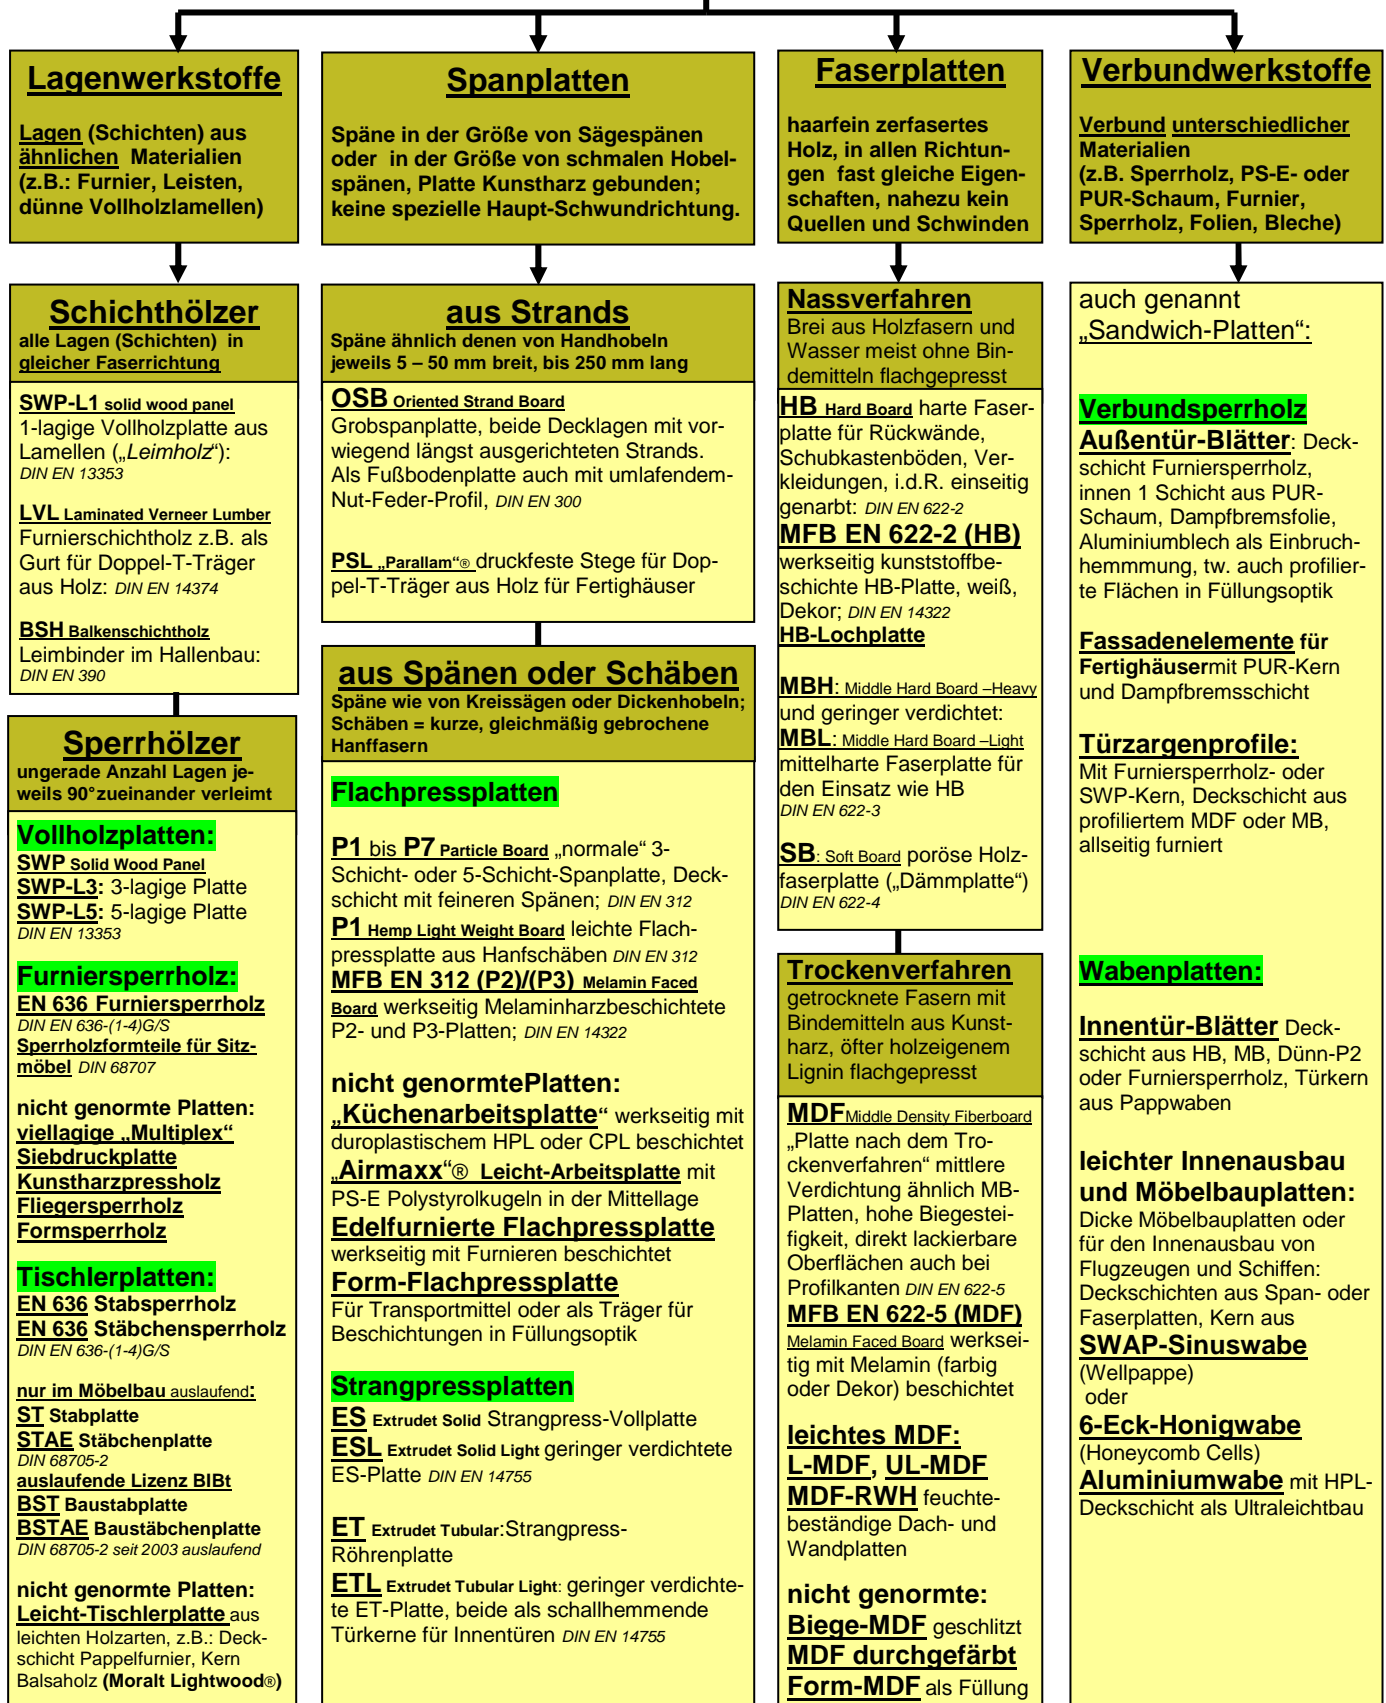 Lagenwerkstoffe
Lagen (Schichten) aus
ähnlichen Materialien
(z.B.: Furnier, Leisten,
dünne Vollholzlamellen)
Schichthölzer
alle Lagen (Schichten) in
gleicher Faserrichtung
SWP-L1 solid wood panel
1-lagige Vollholzplatte aus
Lamellen („Leimholz“):
DIN EN 13353
LVL Laminated Verneer Lumber
Furnierschichtholz z.B. als
Gurt für Doppel-T-Träger
aus Holz: DIN EN 14374
BSH Balkenschichtholz
Leimbinder im Hallenbau:
DIN EN 390
Sperrhölzer
ungerade Anzahl Lagen je-
weils 90°zueinander verleimt
Vollholzplatten:
SWP Solid Wood Panel
SWP-L3: 3-lagige Platte
SWP-L5: 5-lagige Platte
DIN EN 13353
Furniersperrholz:
EN 636 Furniersperrholz
DIN EN 636-(1-4)G/S
Sperrholzformteile für Sitz-
möbel DIN 68707
nicht genormte Platten:
viellagige „Multiplex“
Siebdruckplatte
Kunstharzpressholz
Fliegersperrholz
Formsperrholz
Tischlerplatten:
EN 636 Stabsperrholz
EN 636 Stäbchensperrholz
DIN EN 636-(1-4)G/S
nur im Möbelbau auslaufend:
ST Stabplatte
STAE Stäbchenplatte
DIN 68705-2
auslaufende Lizenz BIBt
BST Baustabplatte
BSTAE Baustäbchenplatte
DIN 68705-2 seit 2003 auslaufend
nicht genormte Platten:
Leicht-Tischlerplatte aus
leichten Holzarten, z.B.: Deck-
schicht Pappelfurnier, Kern
Balsaholz (Moralt Lightwood®)
Spanplatten
Späne in der Größe von Sägespänen
oder in der Größe von schmalen Hobel-
spänen, Platte Kunstharz gebunden;
keine spezielle Haupt-Schwundrichtung.
aus Strands
Späne ähnlich denen von Handhobeln
jeweils 5 – 50 mm breit, bis 250 mm lang
OSB Oriented Strand Board
Grobspanplatte, beide Decklagen mit vor-
wiegend längst ausgerichteten Strands.
Als Fußbodenplatte auch mit umlafendem-
Nut-Feder-Profil, DIN EN 300
PSL „Parallam“® druckfeste Stege für Dop-
pel-T-Träger aus Holz für Fertighäuser
aus Spänen oder Schäben
Späne wie von Kreissägen oder Dickenhobeln;
Schäben = kurze, gleichmäßig gebrochene
Hanffasern
Flachpressplatten
P1 bis P7 Particle Board „normale“ 3-
Schicht- oder 5-Schicht-Spanplatte, Deck-
schicht mit feineren Spänen; DIN EN 312
P1 Hemp Light Weight Board leichte Flach-
pressplatte aus Hanfschäben DIN EN 312
MFB EN 312 (P2)/(P3) Melamin Faced
Board werkseitig Melaminharzbeschichtete
P2- und P3-Platten; DIN EN 14322
nicht genormtePlatten:
„Küchenarbeitsplatte“ werkseitig mit
duroplastischem HPL oder CPL beschichtet
„Airmaxx“® Leicht-Arbeitsplatte mit
PS-E Polystyrolkugeln in der Mittellage
Edelfurnierte Flachpressplatte
werkseitig mit Furnieren beschichtet
Form-Flachpressplatte
Für Transportmittel oder als Träger für
Beschichtungen in Füllungsoptik
Strangpressplatten
ES Extrudet Solid Strangpress-Vollplatte
ESL Extrudet Solid Light geringer verdichtete
ES-Platte DIN EN 14755
ET Extrudet Tubular:Strangpress-
Röhrenplatte
ETL Extrudet Tubular Light: geringer verdichte-
te ET-Platte, beide als schallhemmende
Türkerne für Innentüren DIN EN 14755
Faserplatten
haarfein zerfasertes
Holz, in allen Richtun-
gen fast gleiche Eigen-
schaften, nahezu kein
Quellen und Schwinden
Nassverfahren
Brei aus Holzfasern und
Wasser meist ohne Bin-
demitteln flachgepresst
HB Hard Board harte Faser-
platte für Rückwände,
Schubkastenböden, Ver-
kleidungen, i.d.R. einseitig
genarbt: DIN EN 622-2
MFB EN 622-2 (HB)
werkseitig kunststoffbe-
schichte HB-Platte, weiß,
Dekor; DIN EN 14322
HB-Lochplatte
MBH: Middle Hard Board –Heavy
und geringer verdichtet:
MBL: Middle Hard Board –Light
mittelharte Faserplatte für
den Einsatz wie HB
DIN EN 622-3
SB: Soft Board poröse Holz-
faserplatte („Dämmplatte“)
DIN EN 622-4
Trockenverfahren
getrocknete Fasern mit
Bindemitteln aus Kunst-
harz, öfter holzeigenem
Lignin flachgepresst
MDFMiddle Density Fiberboard
„Platte nach dem Tro-
ckenverfahren“ mittlere
Verdichtung ähnlich MB-
Platten, hohe Biegestei-
figkeit, direkt lackierbare
Oberflächen auch bei
Profilkanten DIN EN 622-5
MFB EN 622-5 (MDF)
Melamin Faced Board werksei-
tig mit Melamin (farbig
oder Dekor) beschichtet
leichtes MDF:
L-MDF, UL-MDF
MDF-RWH feuchte-
beständige Dach- und
Wandplatten
nicht genormte:
Biege-MDF geschlitzt
MDF durchgefärbt
Form-MDF als Füllung
Verbundwerkstoffe
Verbund unterschiedlicher
Materialien
(z.B. Sperrholz, PS-E- oder
PUR-Schaum, Furnier,
Sperrholz, Folien, Bleche)
auch genannt
„Sandwich-Platten“:
Verbundsperrholz
Außentür-Blätter: Deck-
schicht Furniersperrholz,
innen 1 Schicht aus PUR-
Schaum, Dampfbremsfolie,
Aluminiumblech als Einbruch-
hemmmung, tw. auch profilier-
te Flächen in Füllungsoptik
Fassadenelemente für
Fertighäusermit PUR-Kern
und Dampfbremsschicht
Türzargenprofile:
Mit Furniersperrholz- oder
SWP-Kern, Deckschicht aus
profiliertem MDF oder MB,
allseitig furniert
Wabenplatten:
Innentür-Blätter Deck-
schicht aus HB, MB, Dünn-P2
oder Furniersperrholz, Türkern
aus Pappwaben
leichter Innenausbau
und Möbelbauplatten:
Dicke Möbelbauplatten oder
für den Innenausbau von
Flugzeugen und Schiffen:
Deckschichten aus Span- oder
Faserplatten, Kern aus
SWAP-Sinuswabe
(Wellpappe)
oder
6-Eck-Honigwabe
(Honeycomb Cells)
Aluminiumwabe mit HPL-
Deckschicht als Ultraleichtbau